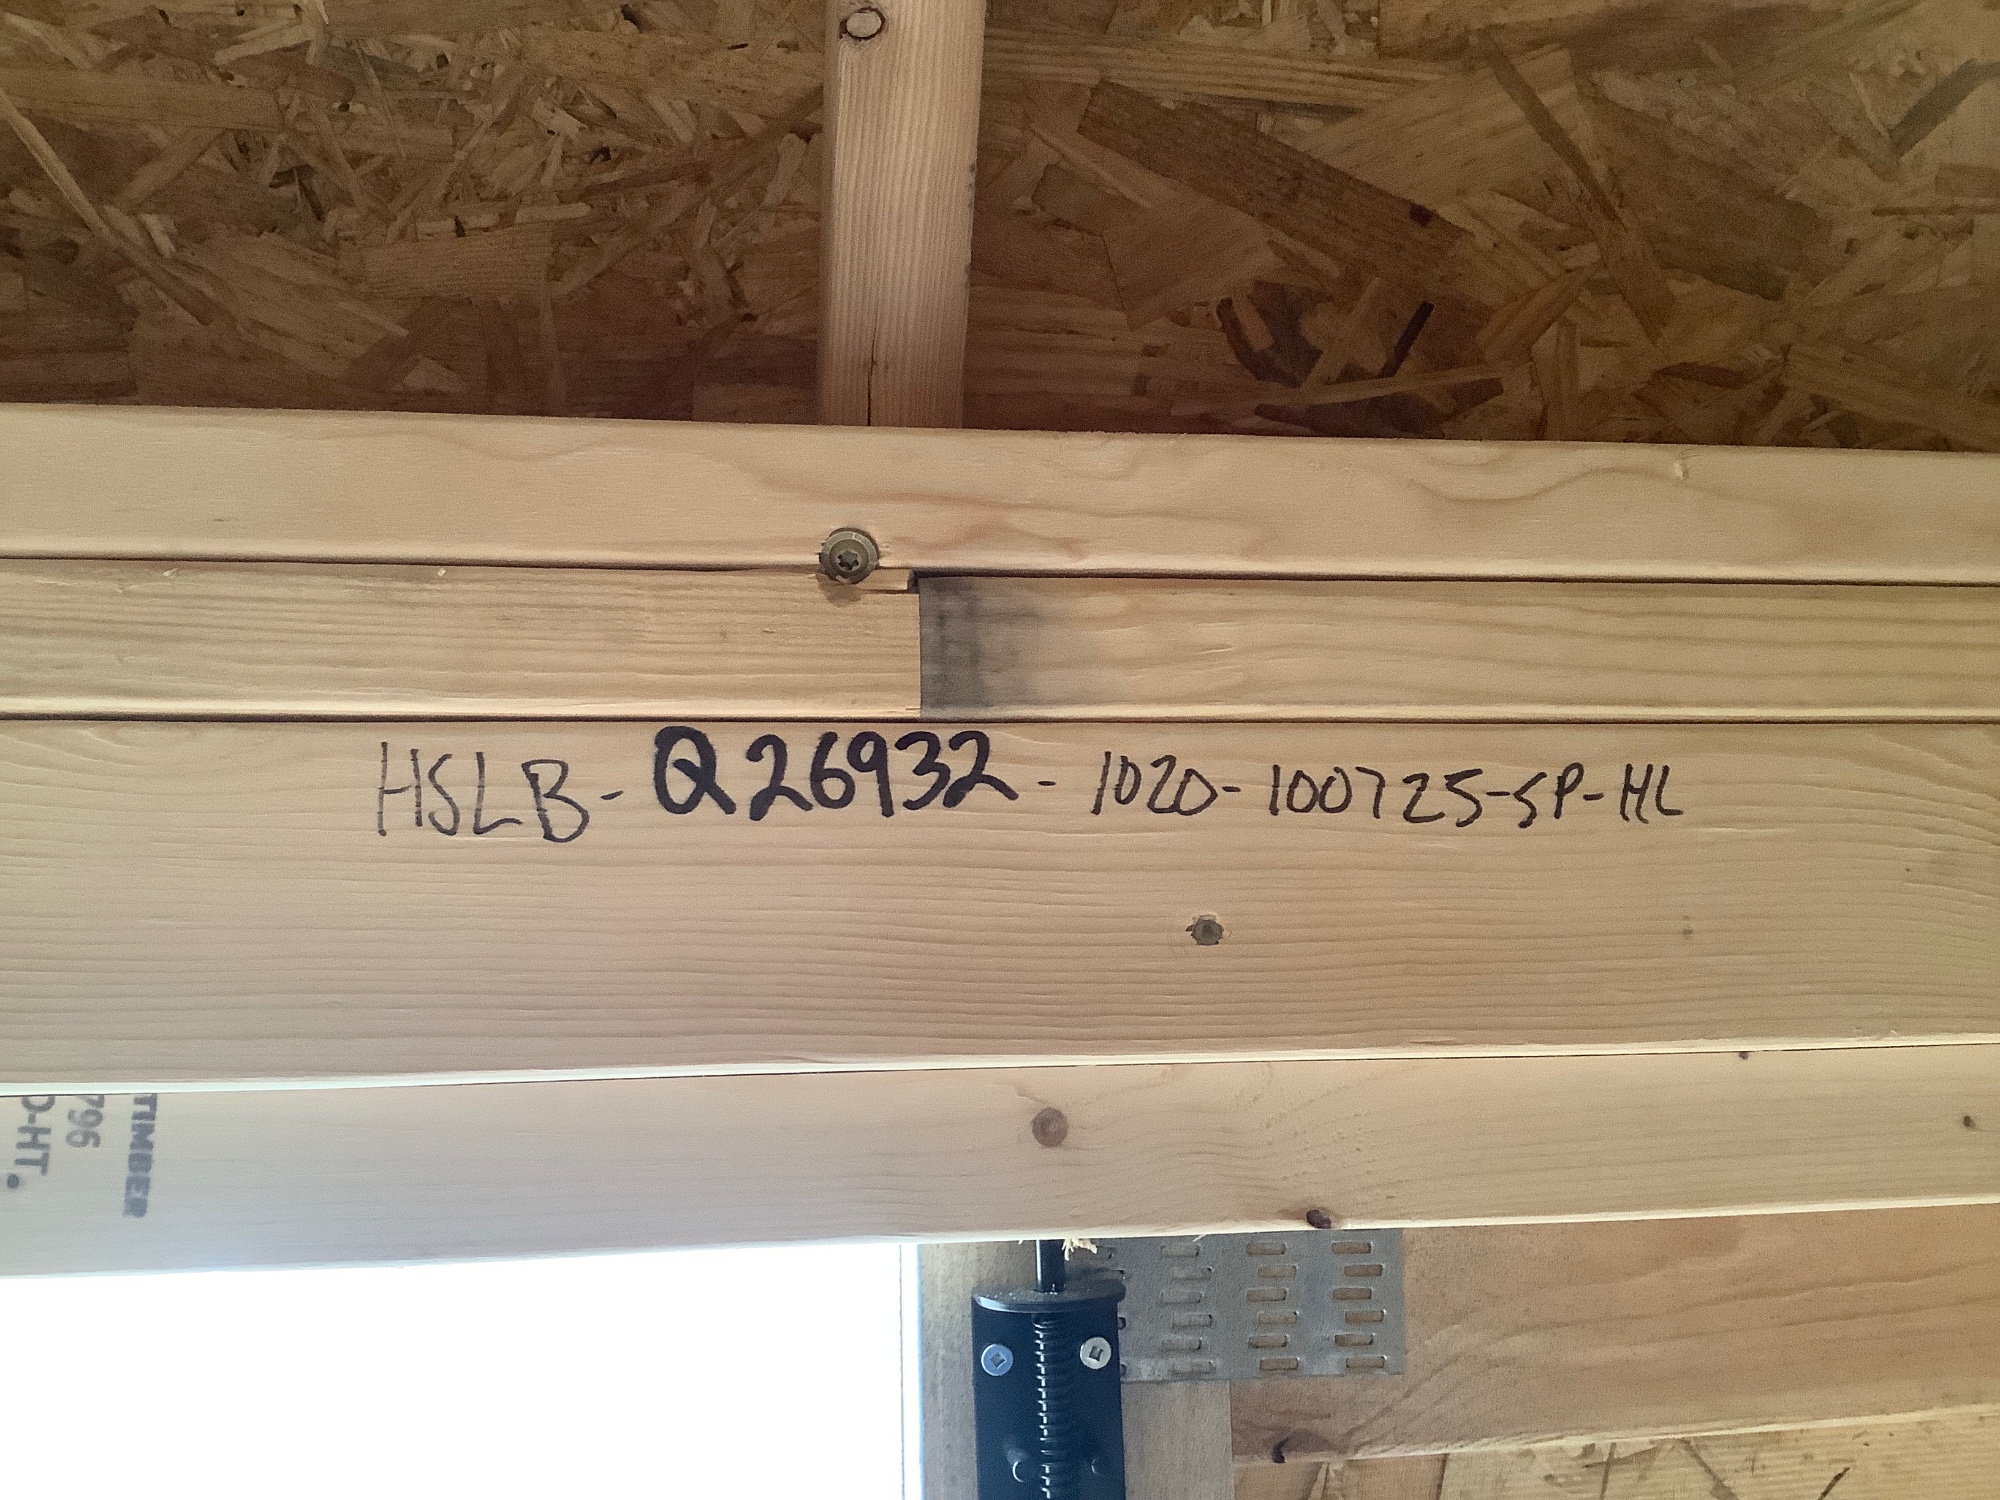 HSLB-Q26932-1020-100725-SP-HL
TIMBER
796
D-HT.